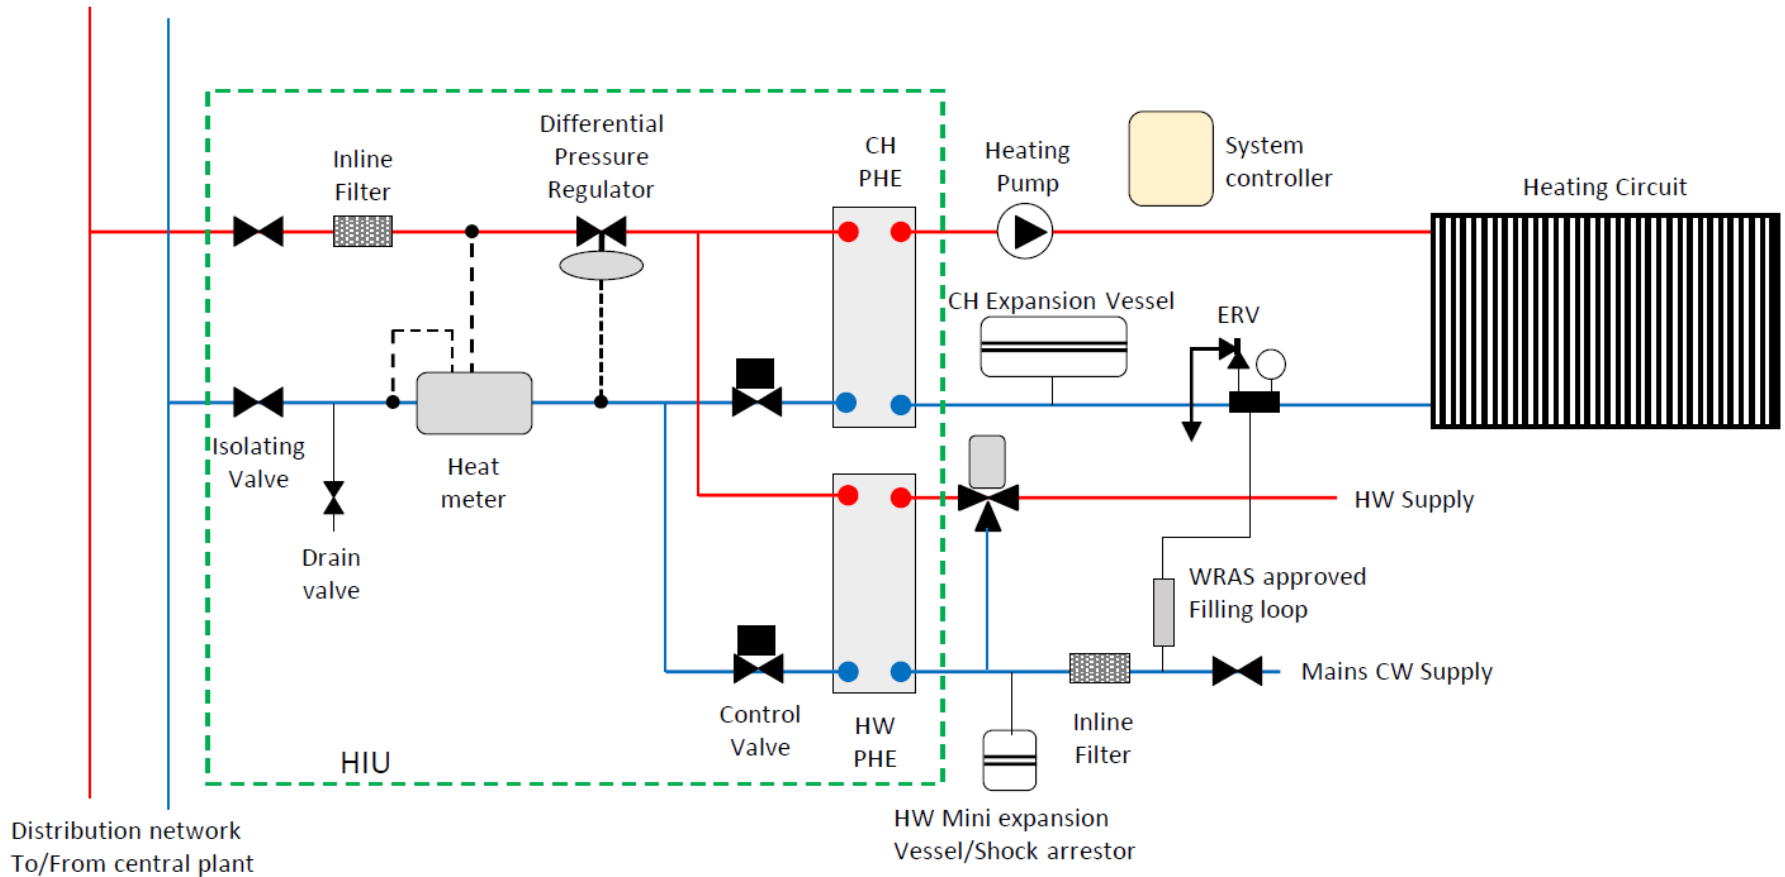 Differential
Pressure
Regulator
Inline
Filter
CH
PHE
Heating
Pump
System
controller
Heating Circuit
CH Expansion Vessel
ERV
Isolating
Valve
Heat
meter
Drain
valve
HW Supply
WRAS approved
Filling loop
Mains CW Supply
Control
Valve
HW
PHE
Inline
Filter
HIU
HW Mini expansion
Vessel/Shock arrestor
Distribution network
To/From central plant